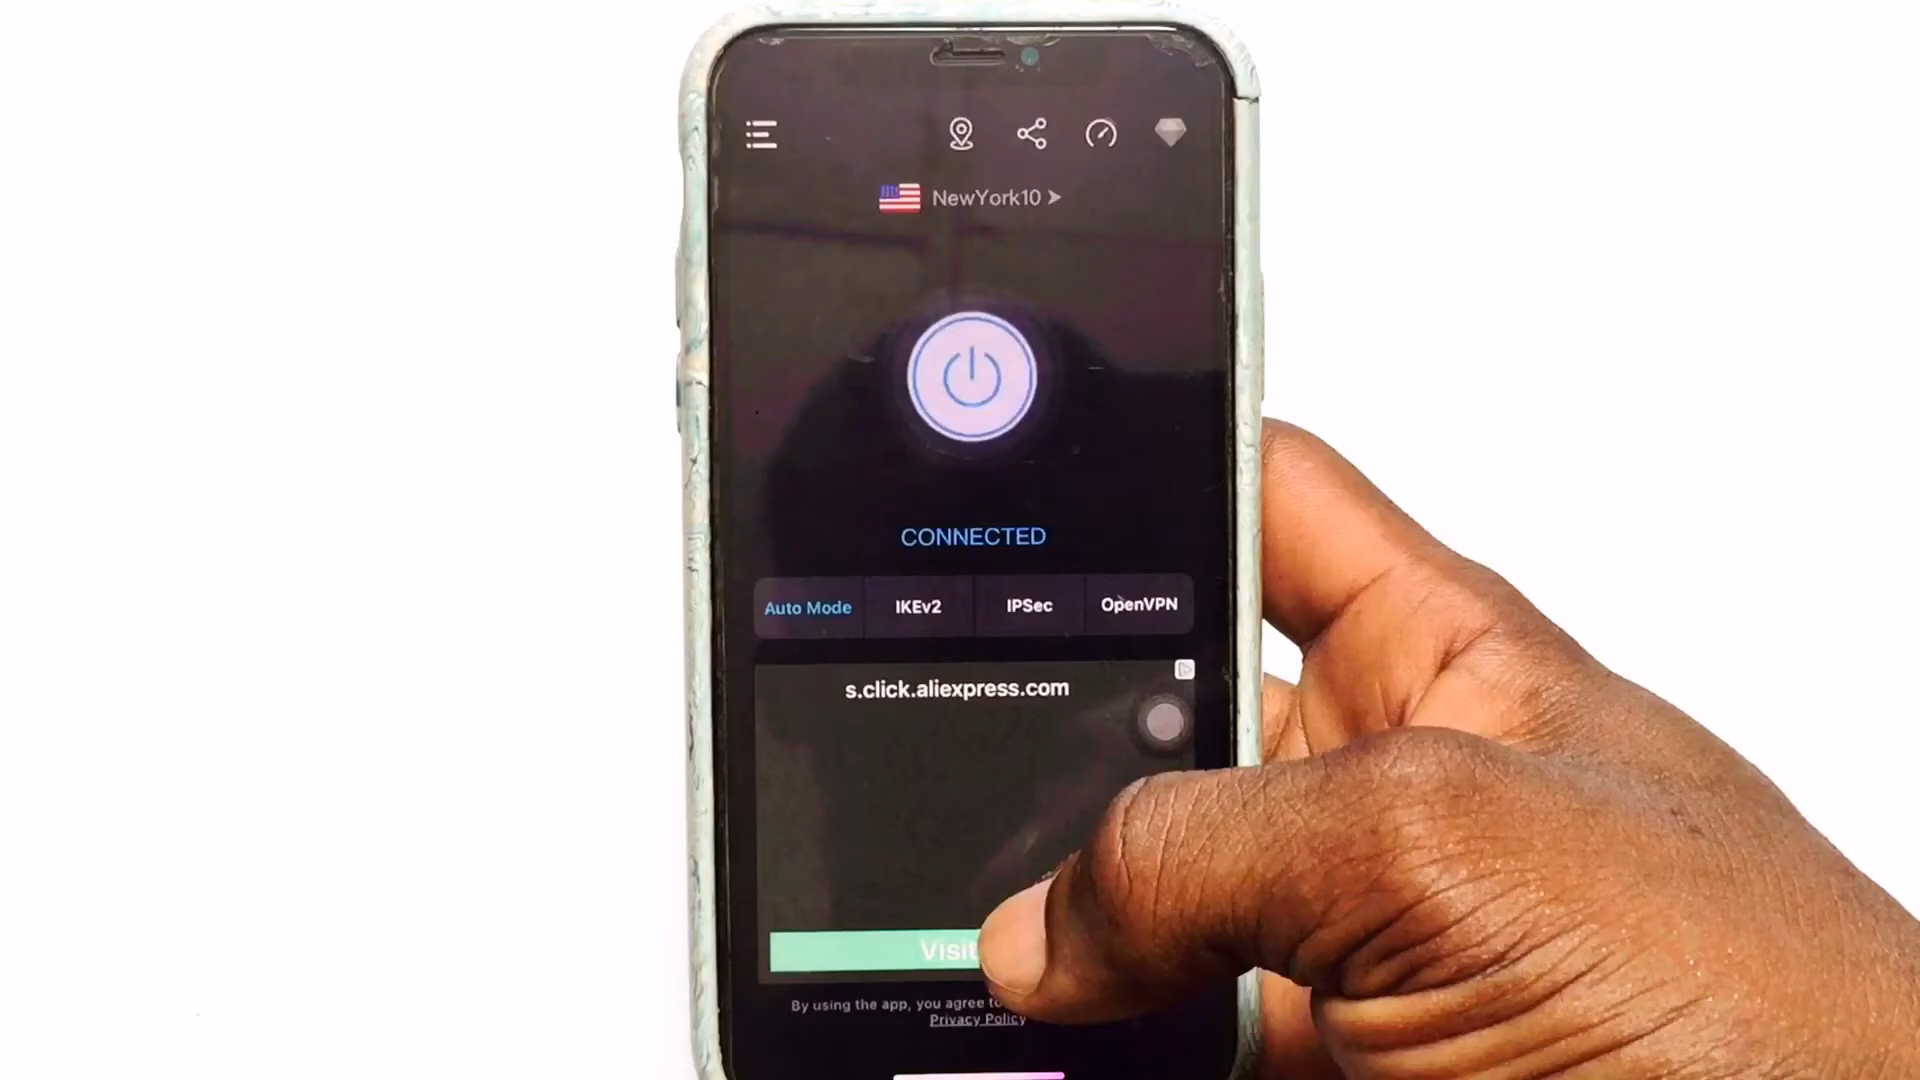 NewYork10
CONNECTED
Auto Mode IKEv2 IPSec OpenVPN
s.click.aliexpress.com
Visit
By using the app, you agree to
Privacy Policy